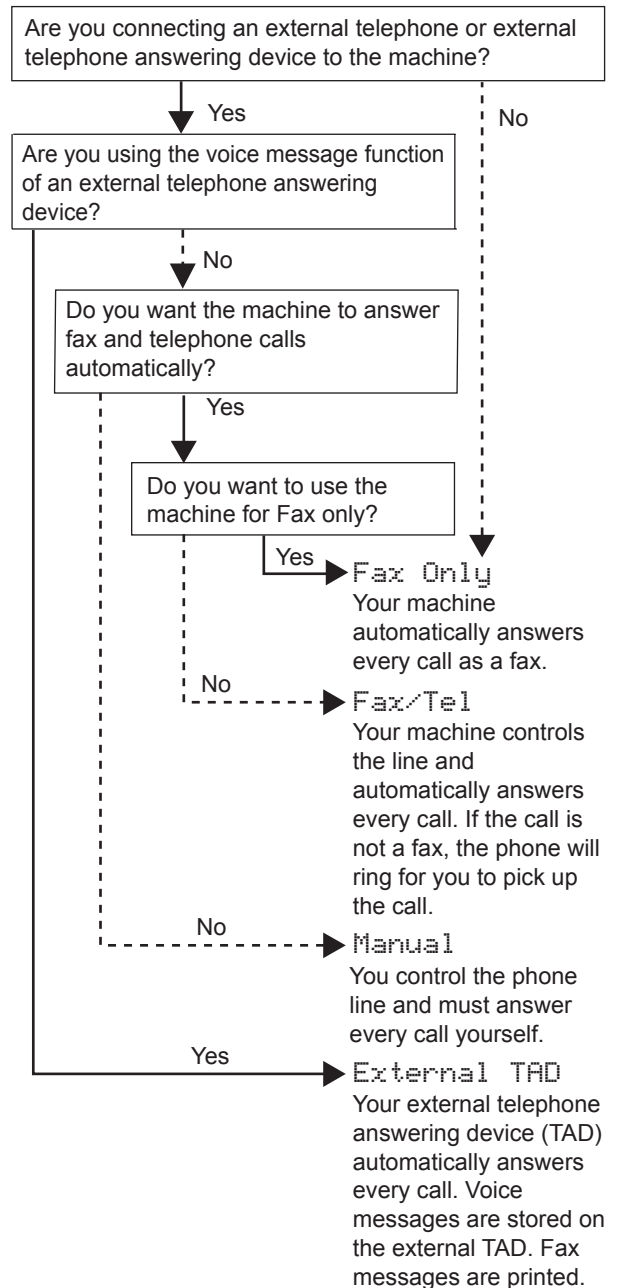 Are you connecting an external telephone or external
telephone answering device to the machine?
Yes
No
Are you using the voice message function
of an external telephone answering
device?
No
Do you want the machine to answer
fax and telephone calls
automatically?
Yes
Do you want to use the
machine for Fax only?
Yes
Fax Only
Your machine
automatically answers
every call as a fax.
No
Fax/Tel
Your machine controls
the line and
automatically answers
every call. If the call is
not a fax, the phone will
ring for you to pick up
the call.
No
Manual
You control the phone
line and must answer
every call yourself.
Yes
External TAD
Your external telephone
answering device (TAD)
automatically answers
every call. Voice
messages are stored on
the external TAD. Fax
messages are printed.